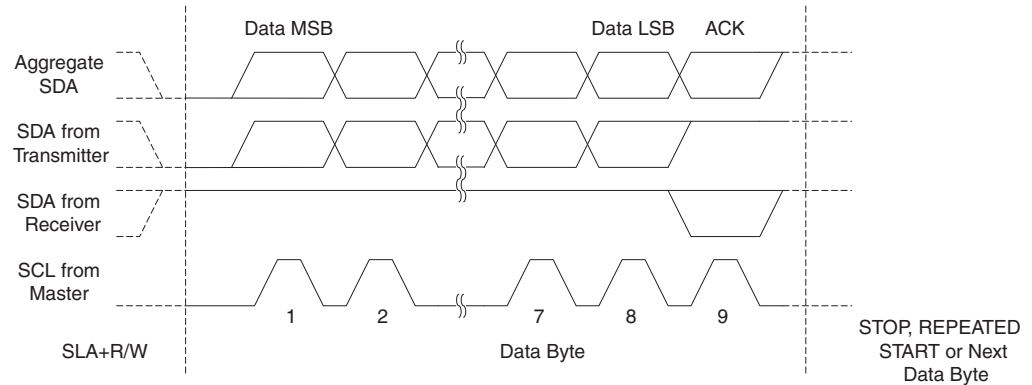 Data MSB
Data LSB
ACK
Aggregate
SDA
SDA from
Transmitter
SDA from
Receiver
SCL from
Master
1
2
7
8
9
SLA+R/W
Data Byte
STOP, REPEATED
START or Next
Data Byte